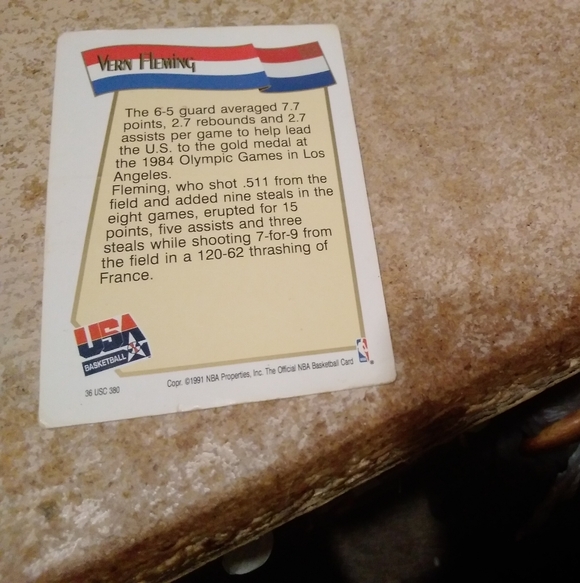 Vern Fleming
The 6-5 guard averaged 7.7
points, 2.7 rebounds and 2.7
assists per game to help lead
the U.S. to the gold medal at
the 1984 Olympic Games in Los
Angeles.
Fleming, who shot .511 from the
field and added nine steals in the
eight games, erupted for 15
points, five assists and three
steals while shooting 7-for-9 from
the field in a 120-62 thrashing of
France.
USA
BASKETBALL
36 USC 380
Copr. ©1991 NBA Properties, Inc. The Official NBA Basketball Card